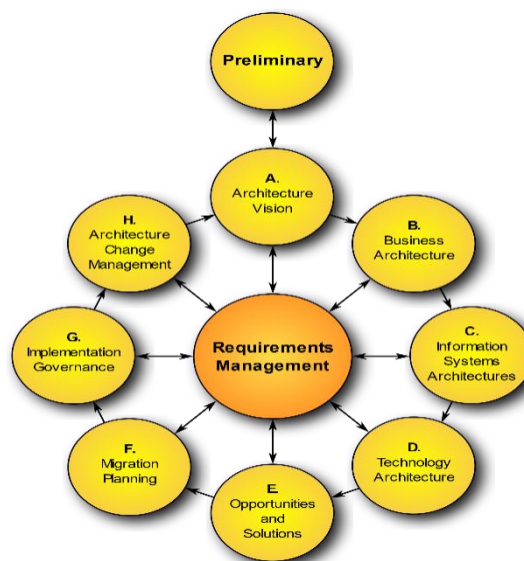 Preliminary
A.
Architecture
Vision
B.
Business
Architecture
C.
Information
Systems
Architectures
D.
Technology
Architecture
E.
Opportunities
and
Solutions
F.
Migration
Planning
G.
Implementation
Governance
H.
Architecture
Change
Management
Requirements
Management